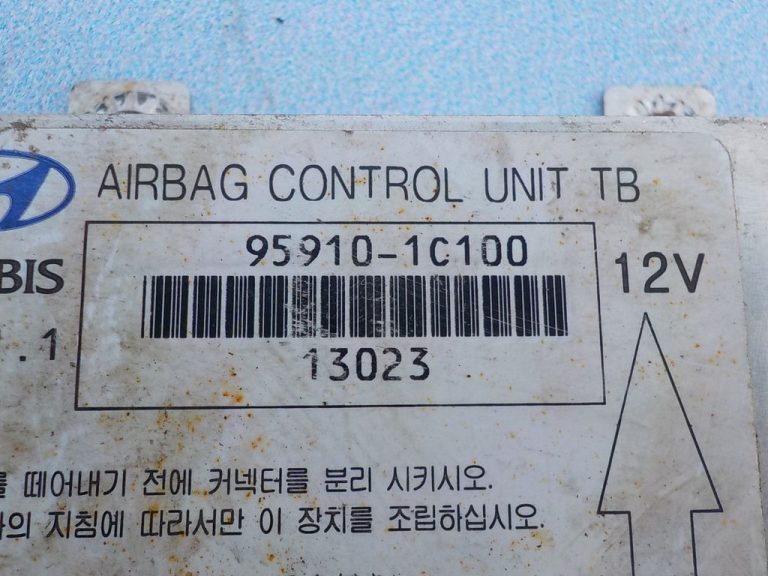 AIRBAG CONTROL UNIT TB
95910-1C100
BIS
12V
.1
13023
떼어내기 전에 커넥터를 분리 시키시오.
지침에 따라서만 이 장치를 조립하십시오.